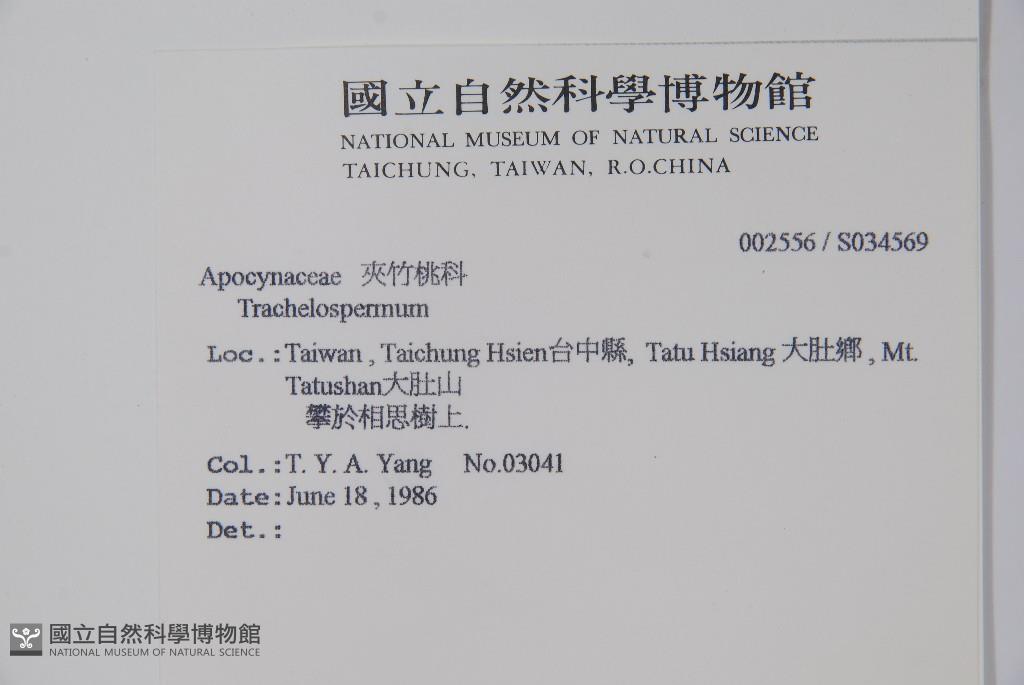 國立自然科學博物館
NATIONAL MUSEUM OF NATURAL SCIENCE
TAICHUNG, TAIWAN, R.O.CHINA
002556 / S034569
Apocynaceae 夾竹桃科
Trachelospermum
Loc.:Taiwan , Taichung Hsien台中縣, Tatu Hsiang 大肚鄉 , Mt.
Tatushan大肚山
攀於相思樹上.
Col.:T. Y. A. Yang No.03041
Date:June 18 , 1986
Det.:
國立自然科學博物館
NATIONAL MUSEUM OF NATURAL SCIENCE